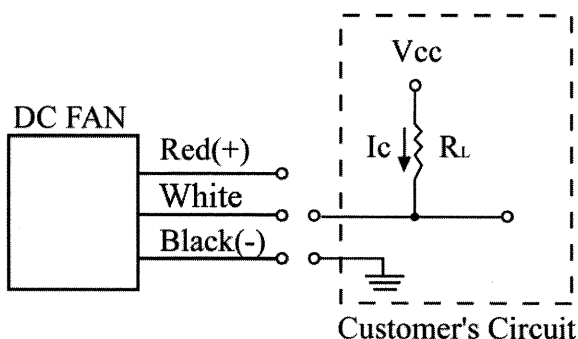 Vcc
DC FAN
Red(+)
Ic
RL
White
Black(-)
Customer's Circuit